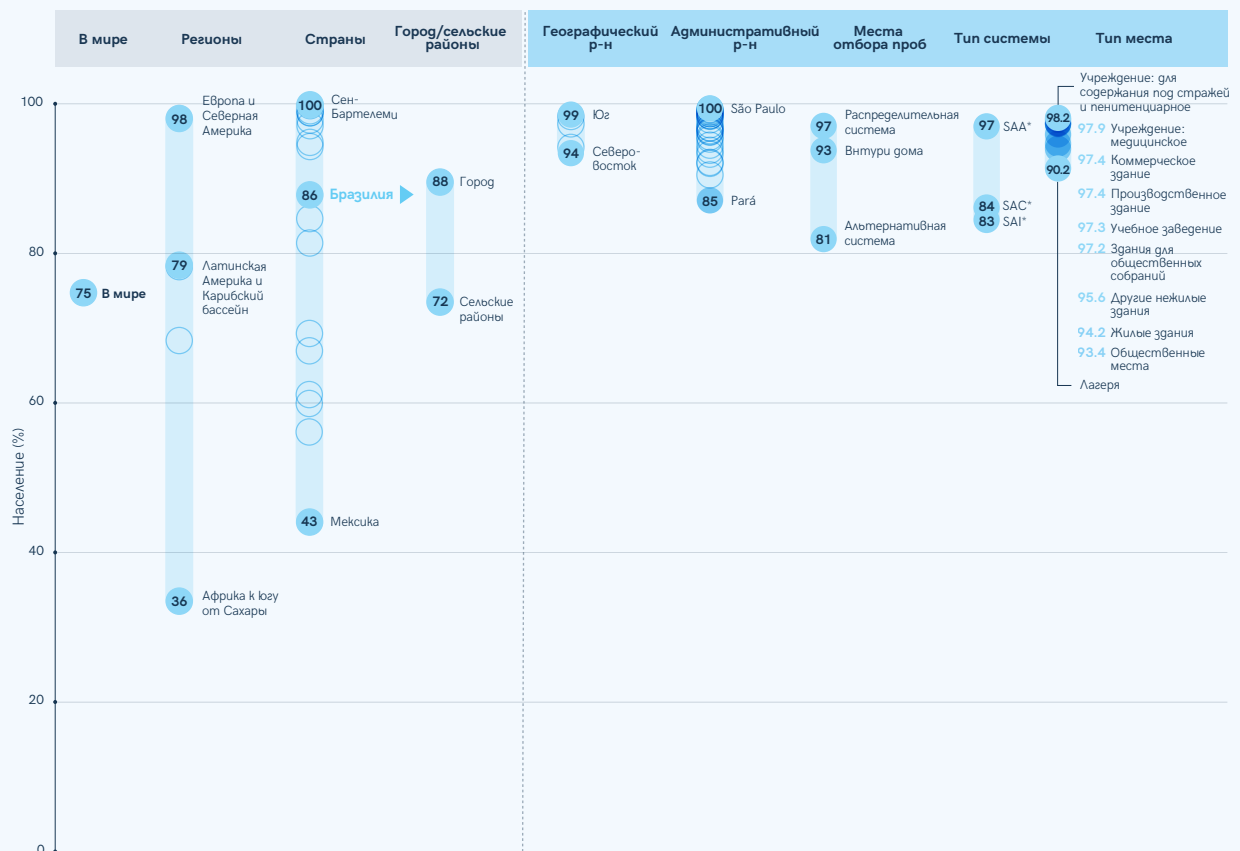 В мире
Регионы
Страны
Город/сельские
районы
Географический
р-н
Административный
р-н
Места
отбора проб
Тип системы
Тип места
Население (%)
100
80
60
40
20
0
75 В мире
98
Европа и
Северная
Америка
79
Латинская
Америка и
Карибский
бассейн
36
Африка к югу
от Сахары
100
Сен-
Бартелеми
86 Бразилия
43 Мексика
88 Город
72
Сельские
районы
99 Юг
94
Северо-
восток
100 São Paulo
85 Pará
97
Распределительная
система
93 Внтури дома
81
Альтернативная
система
97 SAA*
84 SAC*
83 SAI*
98.2
90.2
Учреждение: для
содержания под стражей
и пенитенциарное
97.9 Учреждение:
медицинское
97.4 Коммерческое
здание
97.4 Производственное
здание
97.3 Учебное заведение
97.2 Здания для
общественных
собраний
95.6 Другие нежилые
здания
94.2 Жилые здания
93.4 Общественные
места
Лагеря